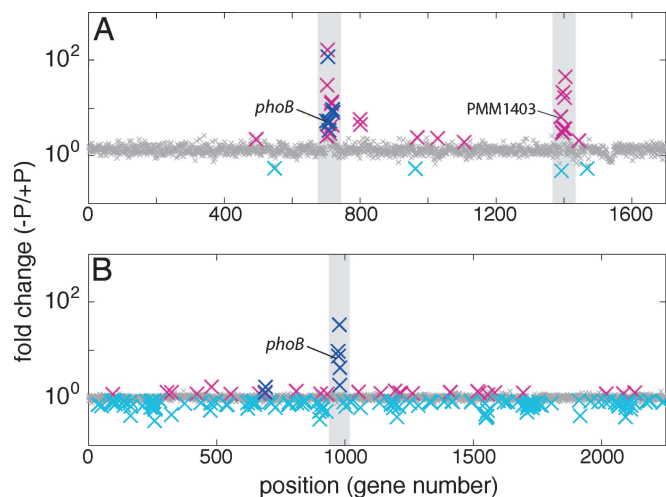 A
10²
phoB
PMM1403
10⁰
0 400 800 1200 1600
fold change (-P/+P)
B
10²
phoB
10⁰
0 500 1000 1500 2000
position (gene number)